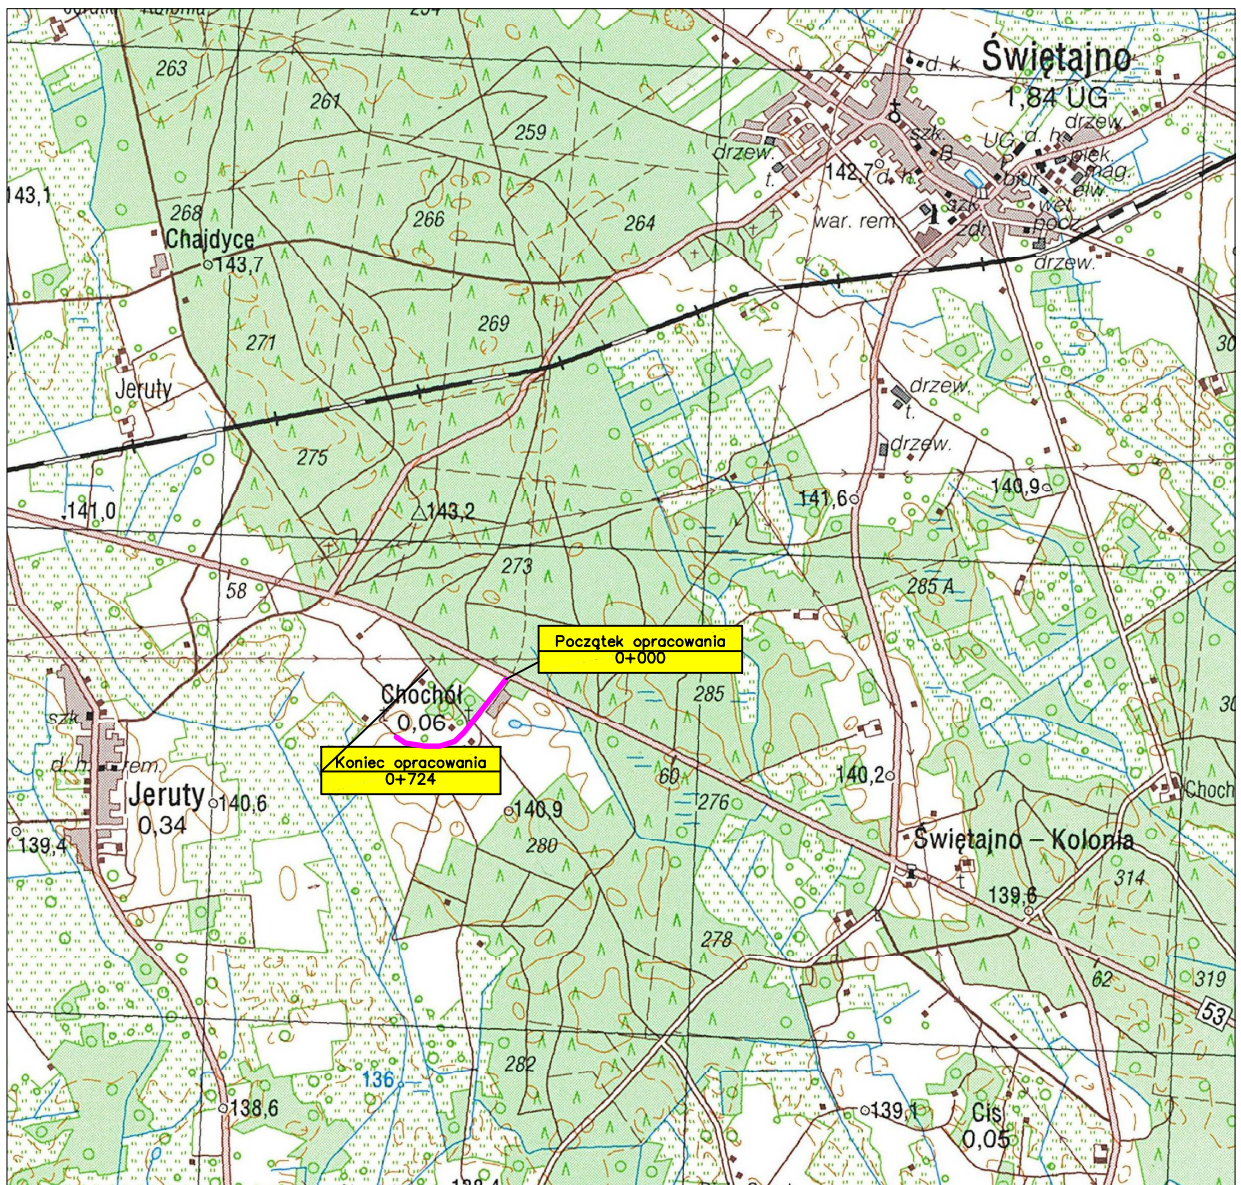 263
261
259
268
266
264
Chajdyce
143,7
143,1
271
269
275
Jeruty
141,0
143,2
58
273
Świętajno
1,84 UG
d. k.
szk.
B
UG
d. h.
drzew.
piek.
mag.
elw.
wet.
pocz.
drzew.
t.
142,7
d. h.
war. rem.
zdr.
drzew.
30
drzew.
t.
drzew.
141,6
140,9
285 A
Początek opracowania
0+000
285
Chochół
0,06
Koniec opracowania
0+724
szk.
d. h.
rem.
Jeruty
0,34
140,6
139,4
140,9
280
60
276
140,2
30
Choch
Świętajno – Kolonia
139,6
314
278
62
319
53
282
136
138,6
139,1
Cis
0,05